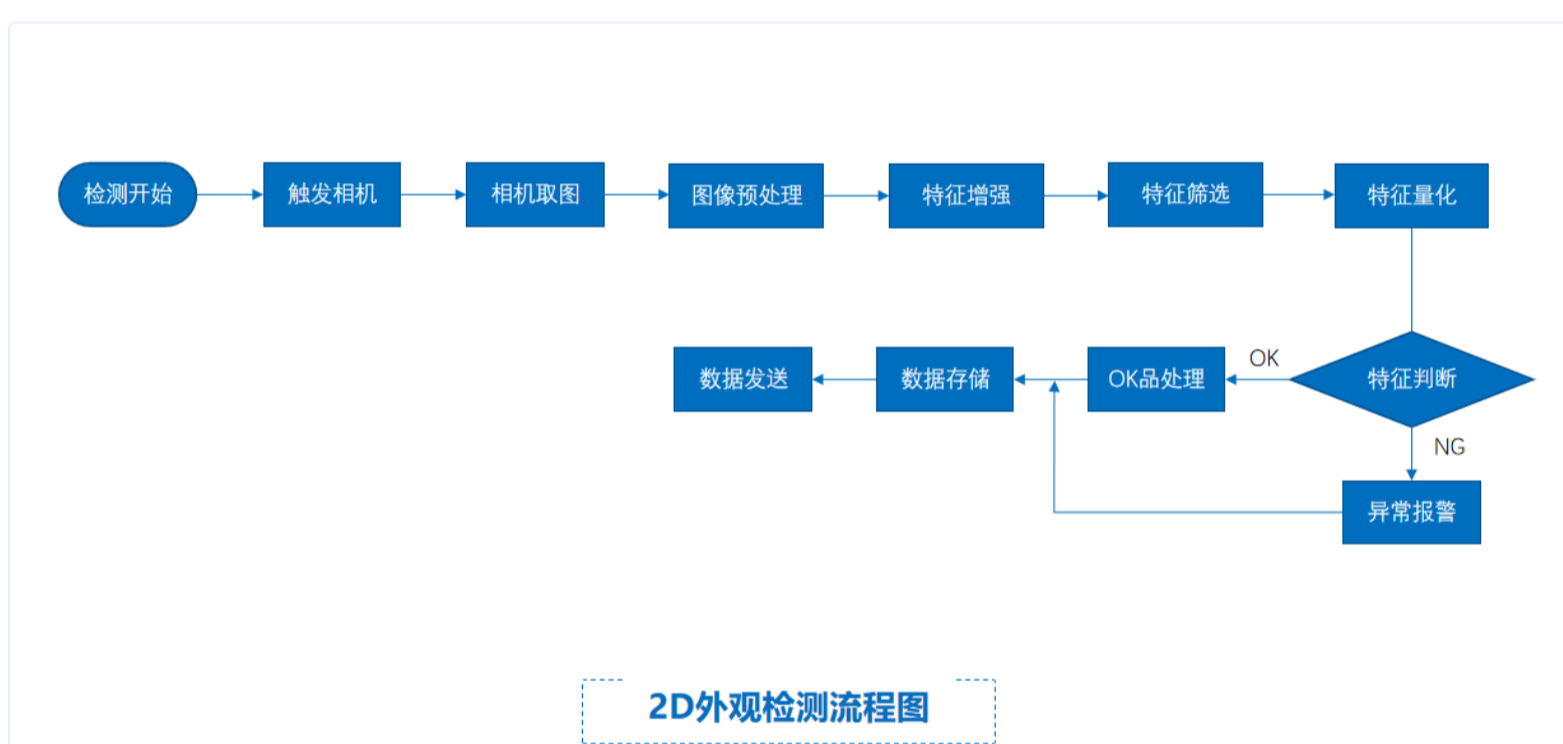 检测开始
触发相机
相机取图
图像预处理
特征增强
特征筛选
特征量化
数据发送
数据存储
OK品处理
OK
特征判断
NG
异常报警
2D外观检测流程图